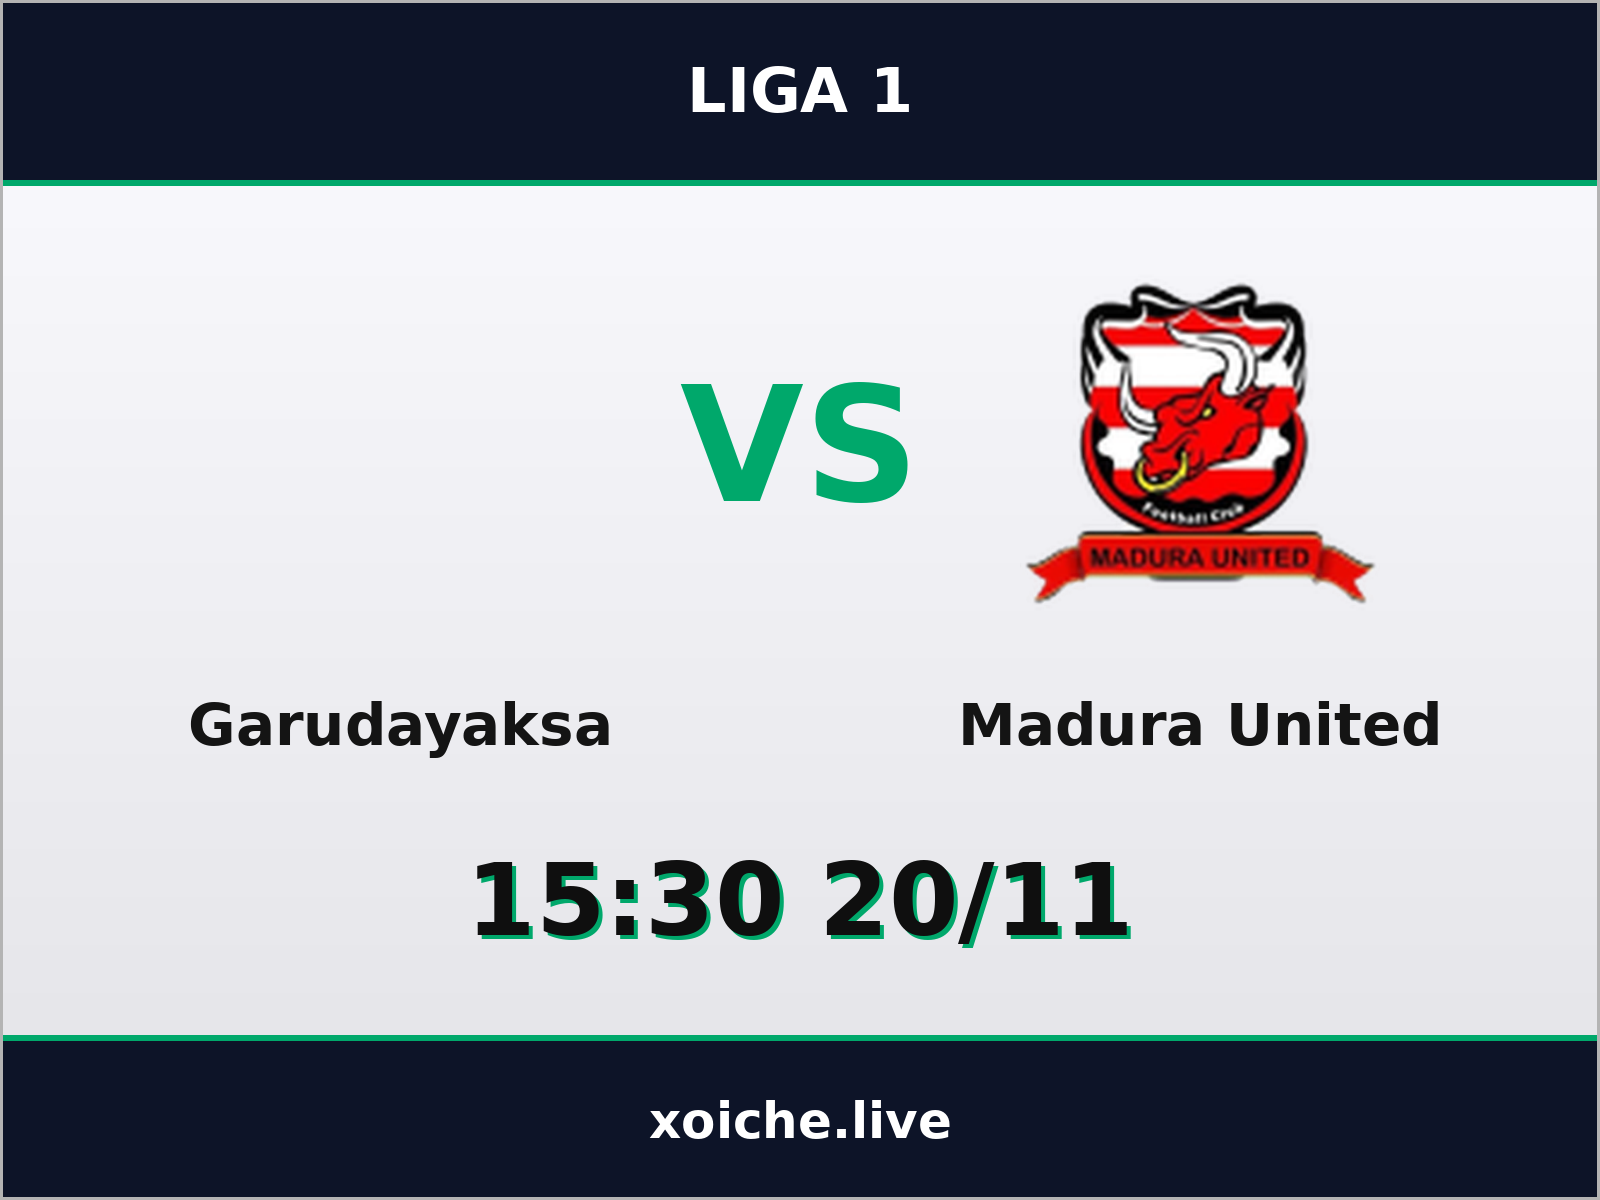 LIGA 1
VS
Football Club
MADURA UNITED
Garudayaksa
Madura United
15:30 20/11
xoiche.live